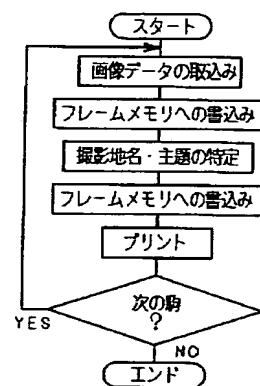 スタート
画像データの取込み
フレームメモリへの書込み
撮影地名・主題の特定
フレームメモリへの書込み
プリント
次の駒
?
YES
NO
エンド